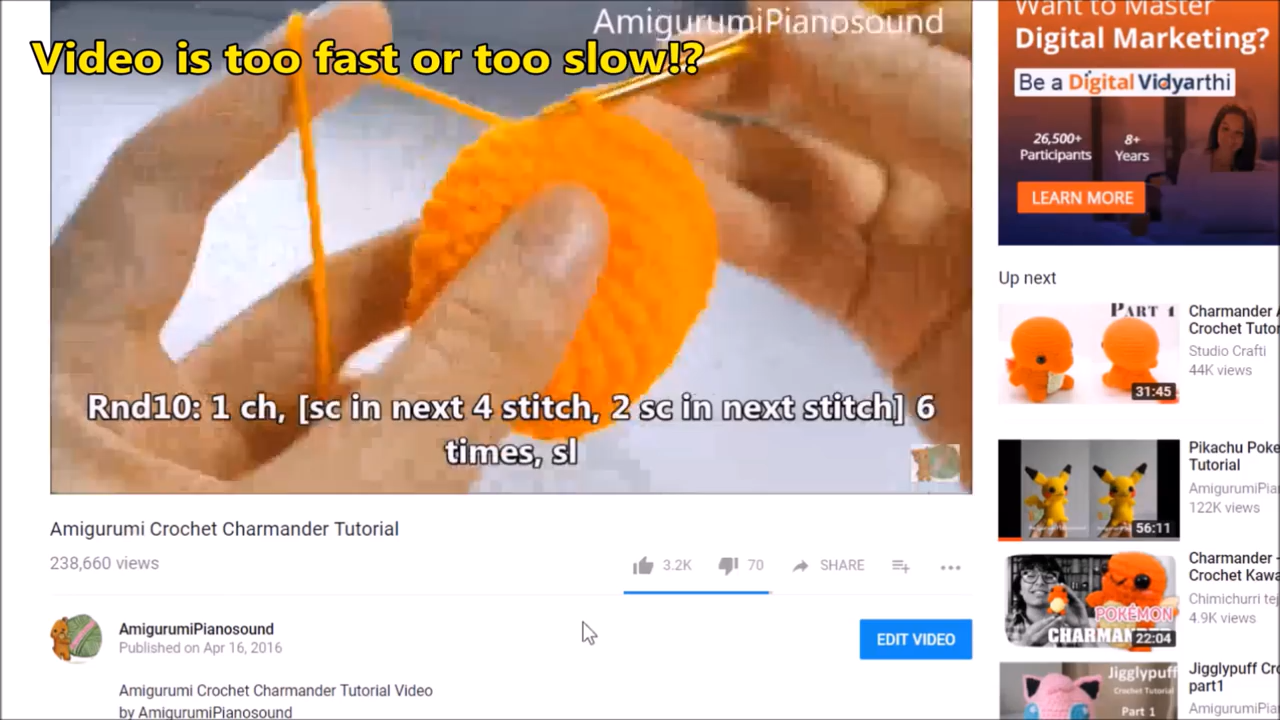 AmigurumiPianosound
Video is too fast or too slow!?
Rnd10: 1 ch, [sc in next 4 stitch, 2 sc in next stitch] 6
times, sl
Amigurumi Crochet Charmander Tutorial
238,660 views
3.2K
70
SHARE
AmigurumiPianosound
Published on Apr 16, 2016
EDIT VIDEO
Amigurumi Crochet Charmander Tutorial Video
by AmigurumiPianosound
Want to Master
Digital Marketing?
Be a Digital Vidyarthi
26,500+
Participants
8+
Years
LEARN MORE
Up next
PART 1
31:45
Charmander
Crochet Tuto
Studio Crafti
44K views
56:11
Pikachu Poke
Tutorial
AmigurumiPia
122K views
POKÉMON
CHARMAN
22:04
Charmander
Crochet Kawa
Chimichurri tej
4.9K views
Jigglypuff
Crochet Tutorial
Part 1
Jigglypuff Cro
part1
AmigurumiPia